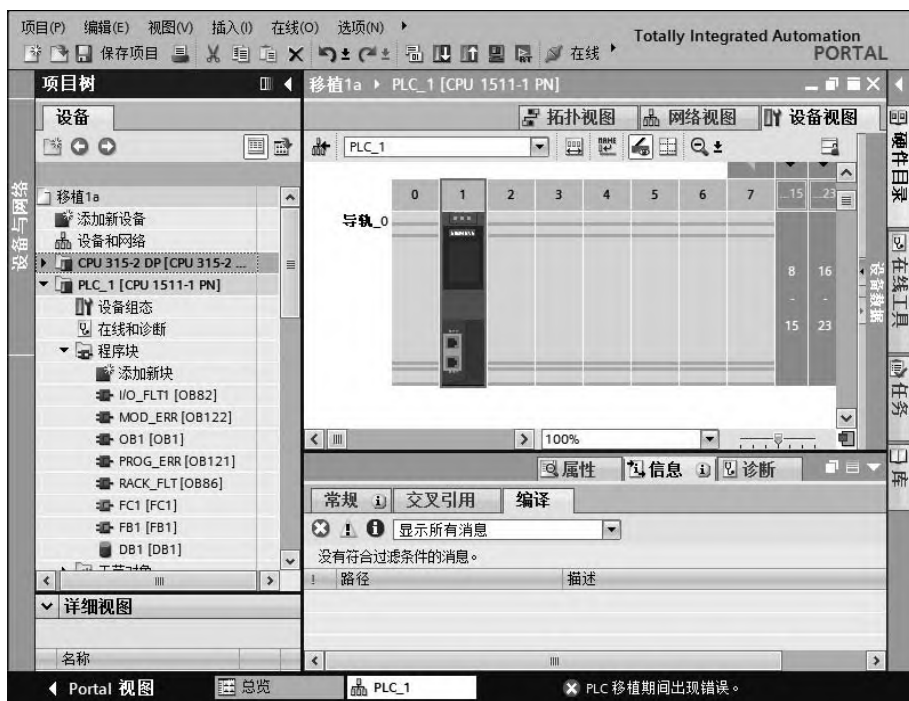 项目(P) 编辑(E) 视图(V) 插入(I) 在线(O) 选项(N)
Totally Integrated Automation
PORTAL
保存项目 在线
项目树
移植1a PLC_1 [CPU 1511-1 PN]
设备
拓扑视图 网络视图 设备视图
PLC_1
设备与网络
移植1a
添加新设备
设备和网络
CPU 315-2 DP [CPU 315-2 ...
PLC_1 [CPU 1511-1 PN]
设备组态
在线和诊断
程序块
添加新块
I/O_FLT1 [OB82]
MOD_ERR [OB122]
OB1 [OB1]
PROG_ERR [OB121]
RACK_FLT [OB86]
FC1 [FC1]
FB1 [FB1]
DB1 [DB1]
详细视图
名称
0 1 2 3 4 5 6 7 ...15 ...23
导轨_0
SIEMENS
8 16
- -
15 23
设备数据
100%
属性 信息 诊断
常规 交叉引用 编译
显示所有消息
没有符合过滤条件的消息。
! 路径 描述
硬件目录
在线工具
任务
库
Portal 视图 总览 PLC_1 PLC 移植期间出现错误。